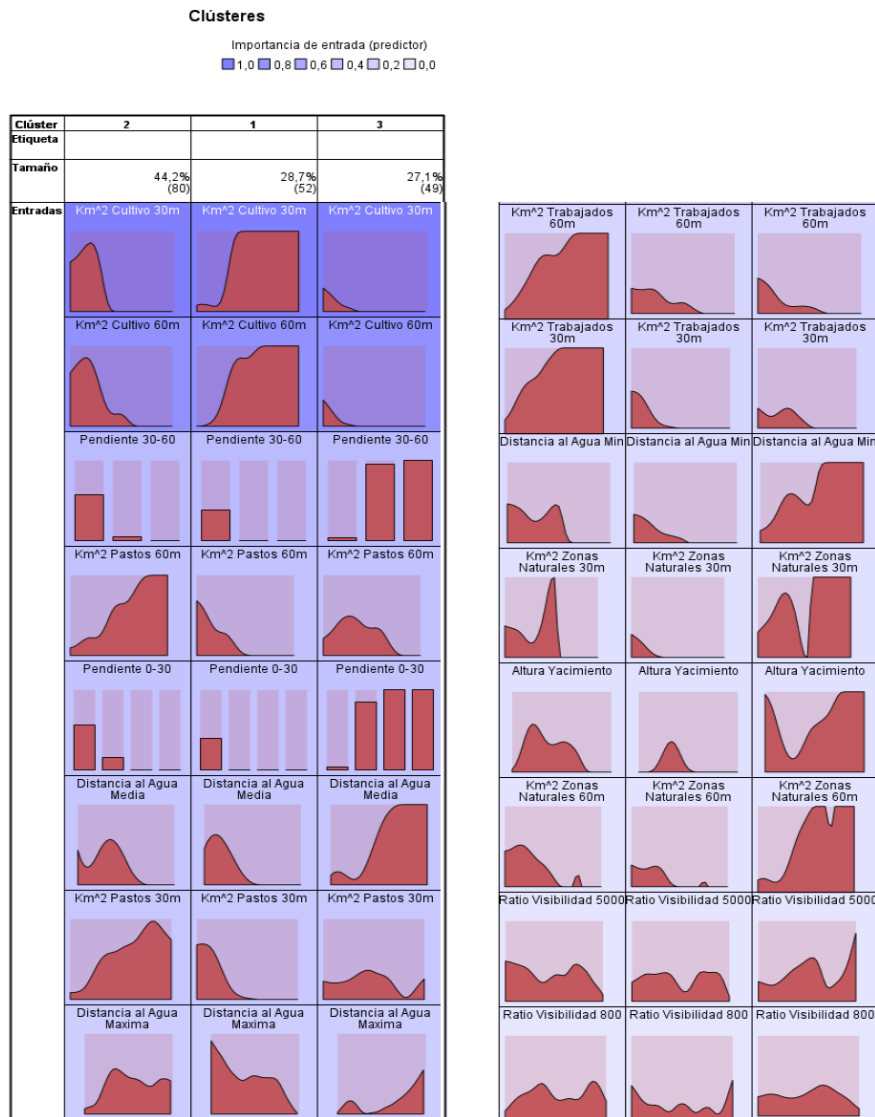 Clústeres
Importancia de entrada (predictor)
1,0 0,8 0,6 0,4 0,2 0,0
Clúster 2 1 3
Etiqueta
Tamaño
44,2% 28,7% 27,1%
(80) (52) (49)
Entradas Km^2 Cultivo 30m Km^2 Cultivo 30m Km^2 Cultivo 30m
Km^2 Cultivo 60m Km^2 Cultivo 60m Km^2 Cultivo 60m
Pendiente 30-60 Pendiente 30-60 Pendiente 30-60
Km^2 Pastos 60m Km^2 Pastos 60m Km^2 Pastos 60m
Pendiente 0-30 Pendiente 0-30 Pendiente 0-30
Distancia al Agua Distancia al Agua Distancia al Agua
Media Media Media
Km^2 Pastos 30m Km^2 Pastos 30m Km^2 Pastos 30m
Distancia al Agua Distancia al Agua Distancia al Agua
Maxima Maxima Maxima
Km^2 Trabajados Km^2 Trabajados Km^2 Trabajados
60m 60m 60m
Km^2 Trabajados Km^2 Trabajados Km^2 Trabajados
30m 30m 30m
Distancia al Agua Min Distancia al Agua Min Distancia al Agua Min
Km^2 Zonas Km^2 Zonas Km^2 Zonas
Naturales 30m Naturales 30m Naturales 30m
Altura Yacimiento Altura Yacimiento Altura Yacimiento
Km^2 Zonas Km^2 Zonas Km^2 Zonas
Naturales 60m Naturales 60m Naturales 60m
Ratio Visibilidad 5000 Ratio Visibilidad 5000 Ratio Visibilidad 5000
Ratio Visibilidad 800 Ratio Visibilidad 800 Ratio Visibilidad 800